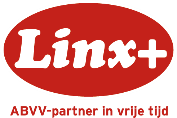 Linx+
ABVV-partner in vrije tijd